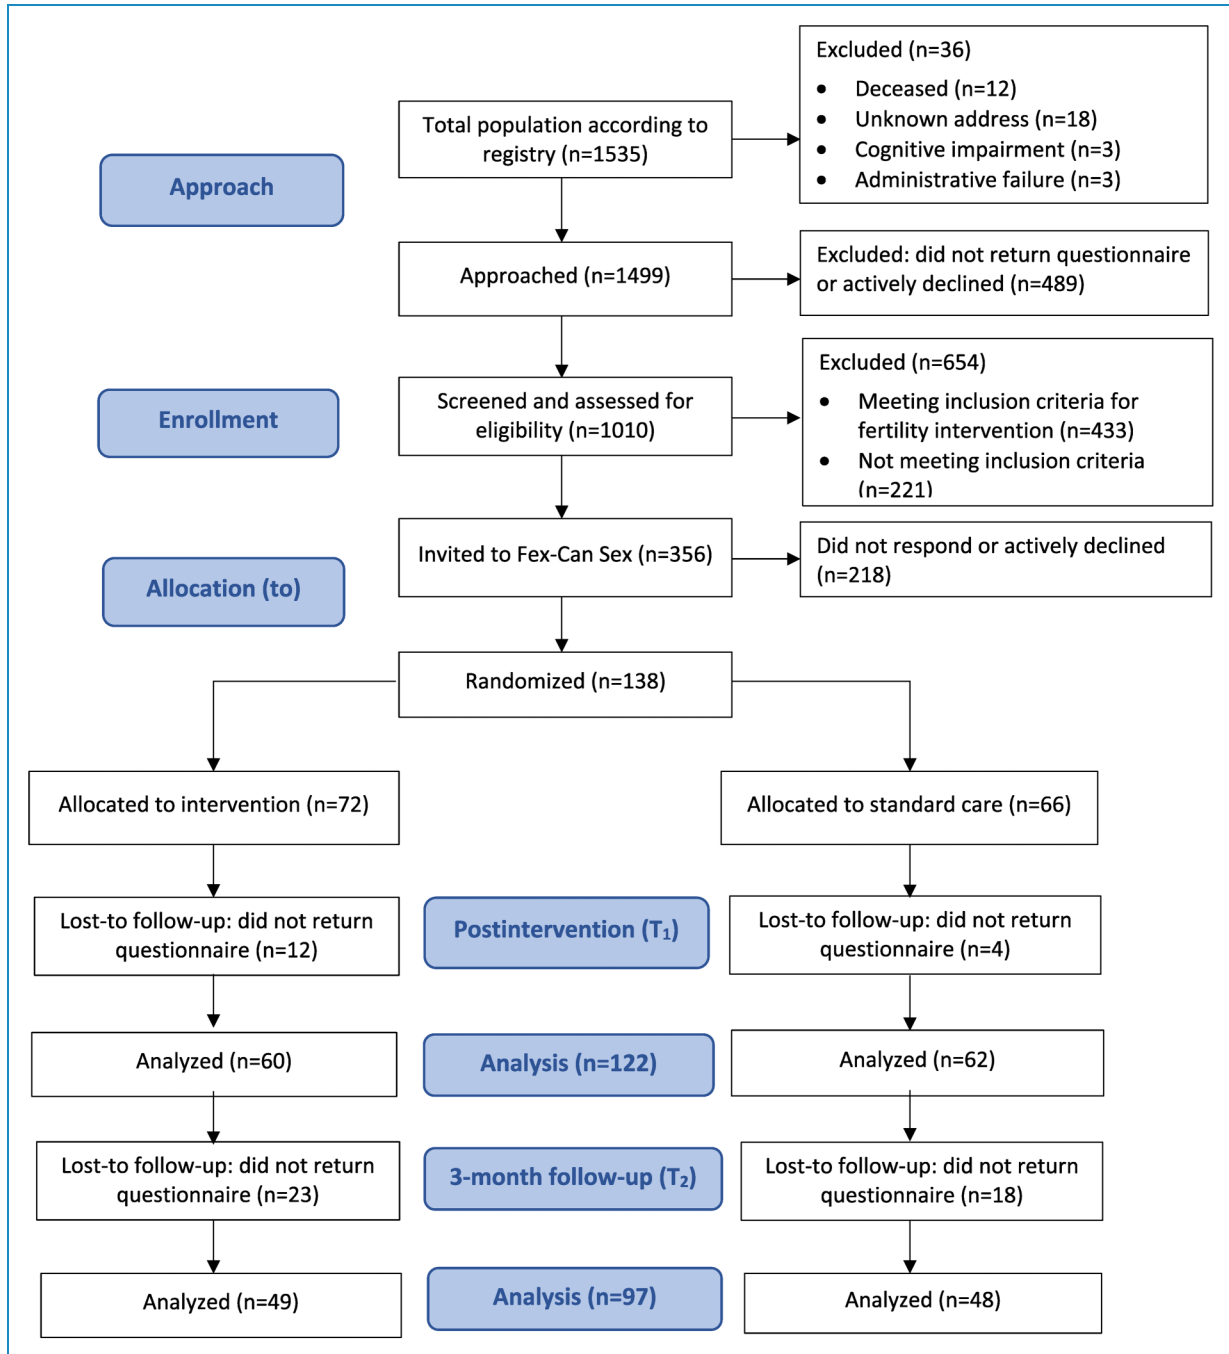 Excluded (n=36)
• Deceased (n=12)
• Unknown address (n=18)
• Cognitive impairment (n=3)
• Administrative failure (n=3)
Total population according to
registry (n=1535)
Approach
Approached (n=1499)
Excluded: did not return questionnaire
or actively declined (n=489)
Excluded (n=654)
• Meeting inclusion criteria for
fertility intervention (n=433)
• Not meeting inclusion criteria
(n=221)
Enrollment
Screened and assessed for
eligibility (n=1010)
Invited to Fex-Can Sex (n=356)
Did not respond or actively declined
(n=218)
Allocation (to)
Randomized (n=138)
Allocated to intervention (n=72)
Allocated to standard care (n=66)
Lost-to follow-up: did not return
questionnaire (n=12)
Postintervention (T₁)
Lost-to follow-up: did not return
questionnaire (n=4)
Analyzed (n=60)
Analysis (n=122)
Analyzed (n=62)
Lost-to follow-up: did not return
questionnaire (n=23)
3-month follow-up (T₂)
Lost-to follow-up: did not return
questionnaire (n=18)
Analyzed (n=49)
Analysis (n=97)
Analyzed (n=48)